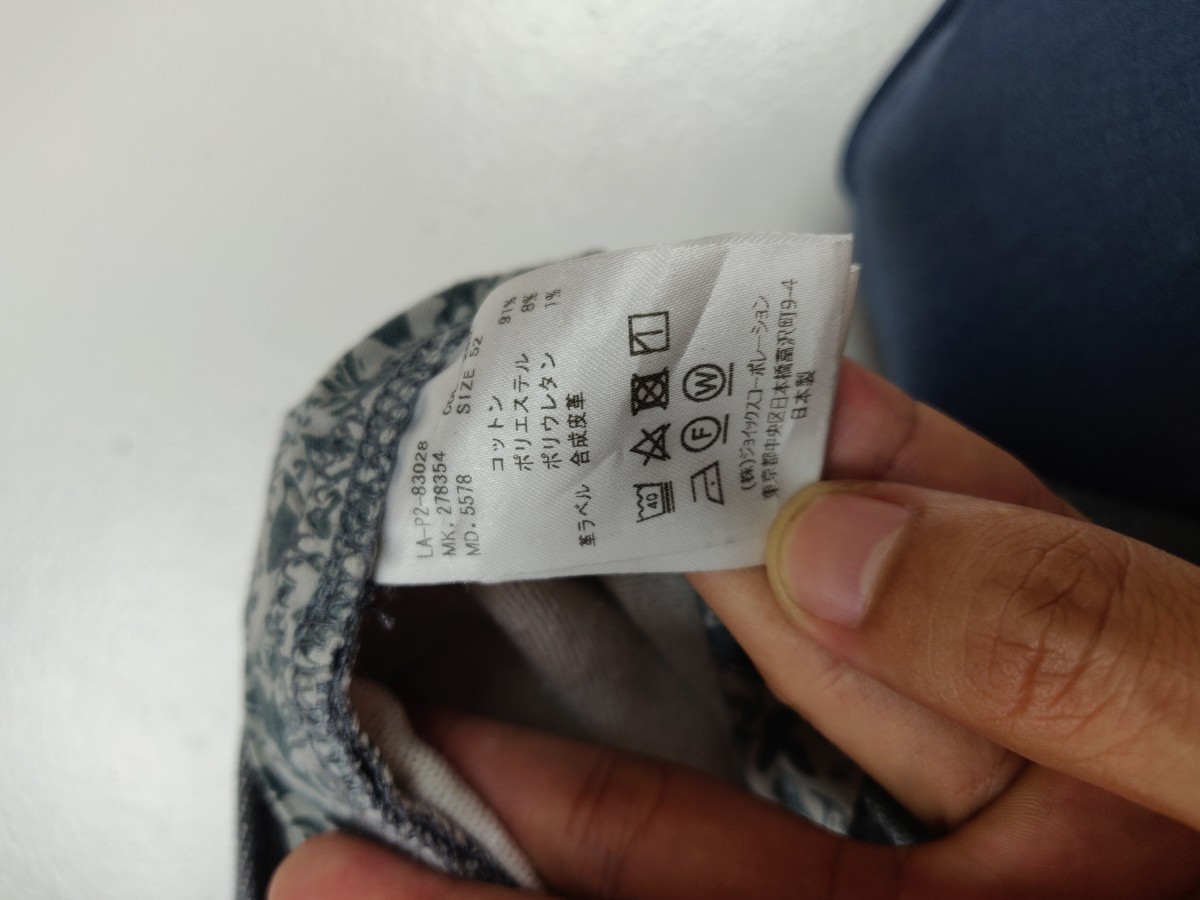 LA-P2-83028
MK. 278354
MD. 5578
SIZE 52
コットン 91%
ポリエステル 8%
ポリウレタン 1%
革ラベル 合成皮革
40
F W
(株)ジョイックスコーポレーション
東京都中央区日本橋富沢町9-4
日本製